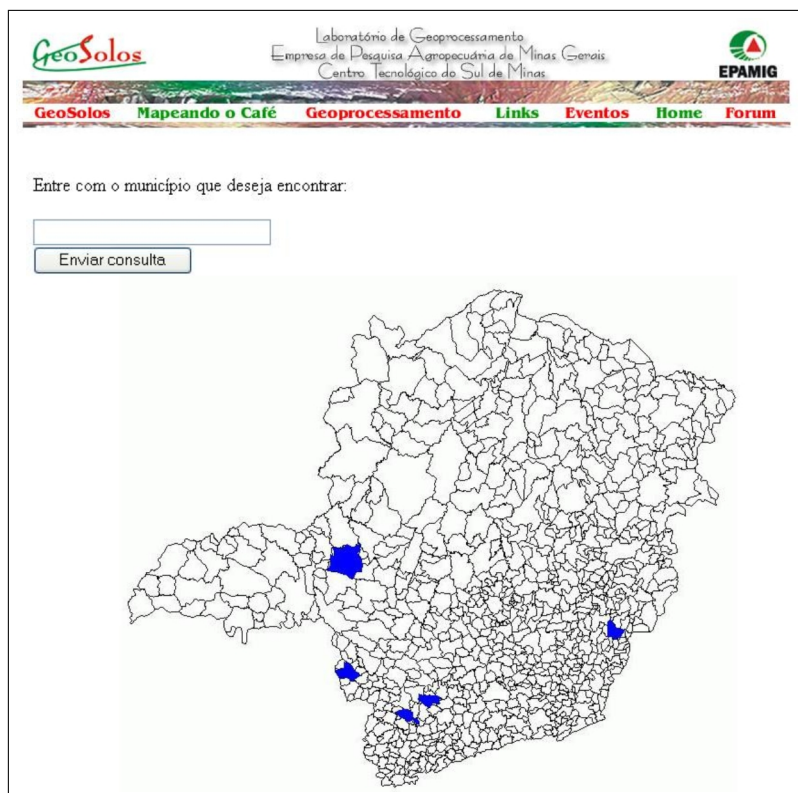 GeoSolos
Laboratório de Geoprocessamento
Empresa de Pesquisa Agropecuária de Minas Gerais
Centro Tecnológico do Sul de Minas
EPAMIG
GeoSolos Mapeando o Café Geoprocessamento Links Eventos Home Forum
Entre com o município que deseja encontrar:
Enviar consulta